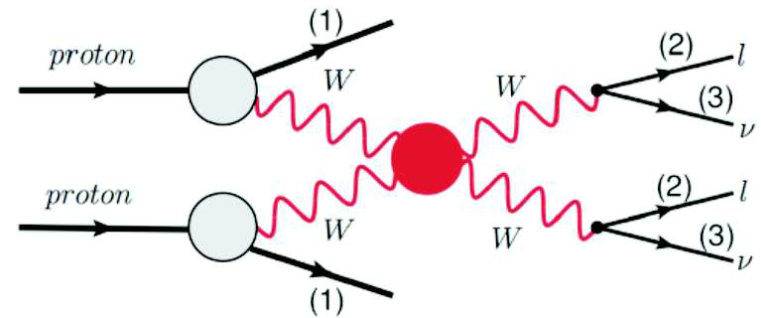 (1)
proton
W
W
(2)
l
(3)
ν
proton
W
W
(2)
l
(3)
ν
(1)